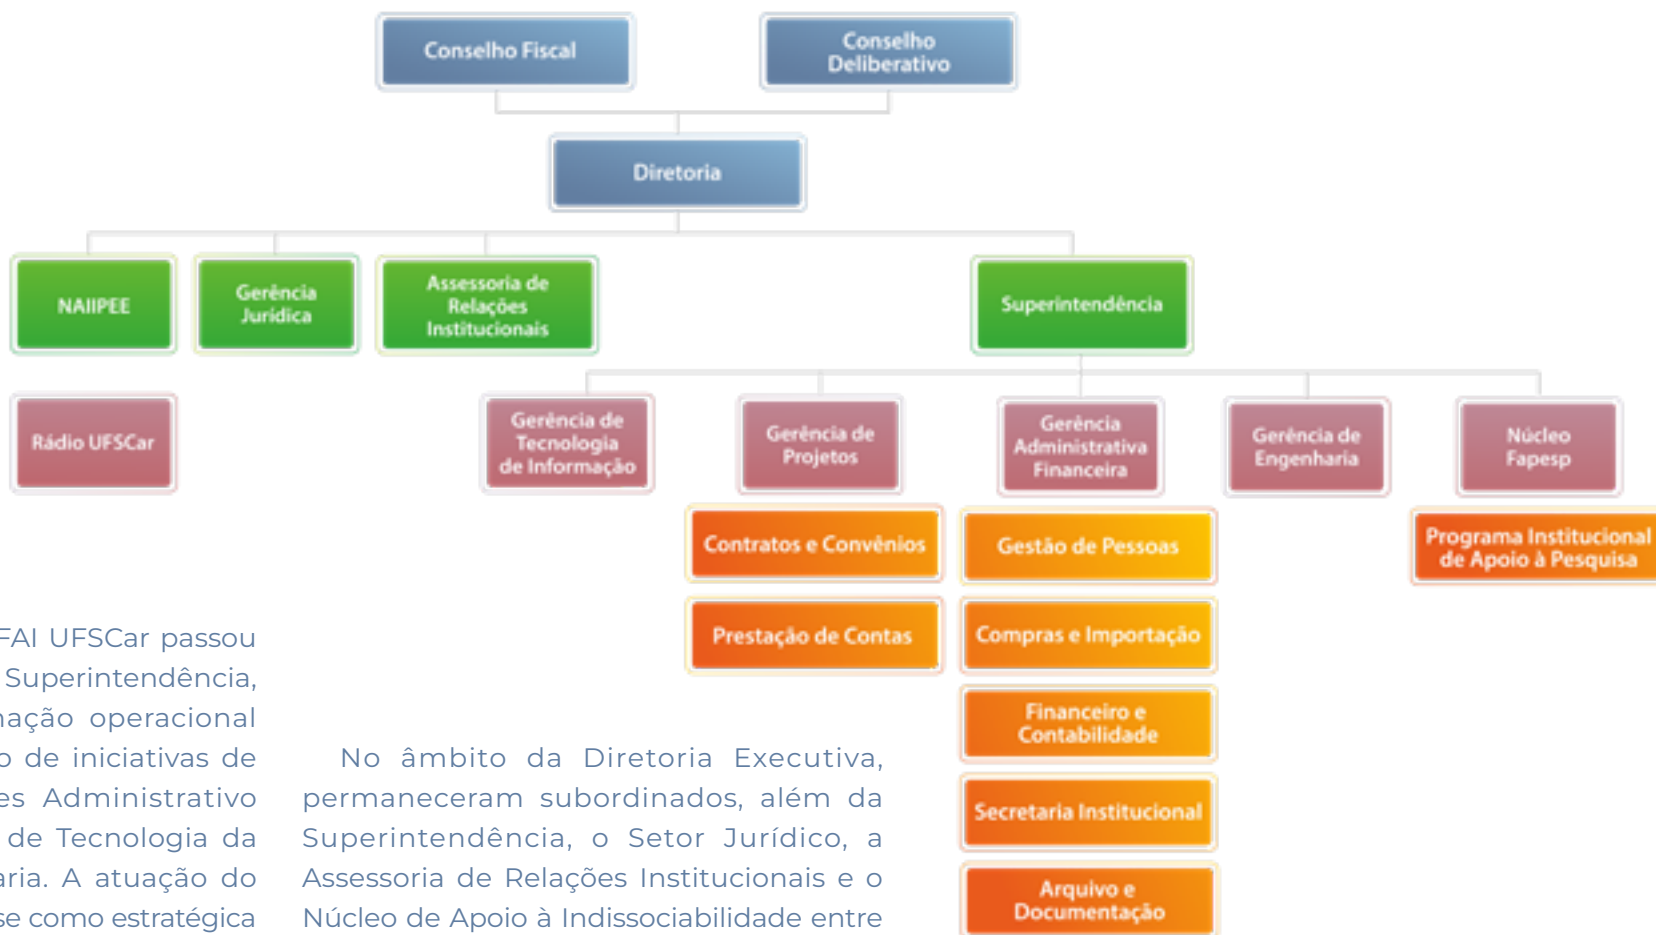 Conselho Fiscal
Conselho
Deliberativo
Diretoria
NAIIPEE
Gerência
Jurídica
Assessoria de
Relações
Institucionais
Superintendência
Rádio UFSCar
Gerência de
Tecnologia
de Informação
Gerência de
Projetos
Gerência
Administrativa
Financeira
Gerência de
Engenharia
Núcleo
Fapesp
Contratos e Convênios
Prestação de Contas
Gestão de Pessoas
Compras e Importação
Financeiro e
Contabilidade
Secretaria Institucional
Arquivo e
Documentação
Programa Institucional
de Apoio à Pesquisa
FAI UFSCar passou
Superintendência,
nação operacional
o de iniciativas de
es Administrativo
de Tecnologia da
aria. A atuação do
se como estratégica
No âmbito da Diretoria Executiva,
permaneceram subordinados, além da
Superintendência, o Setor Jurídico, a
Assessoria de Relações Institucionais e o
Núcleo de Apoio à Indissociabilidade entre